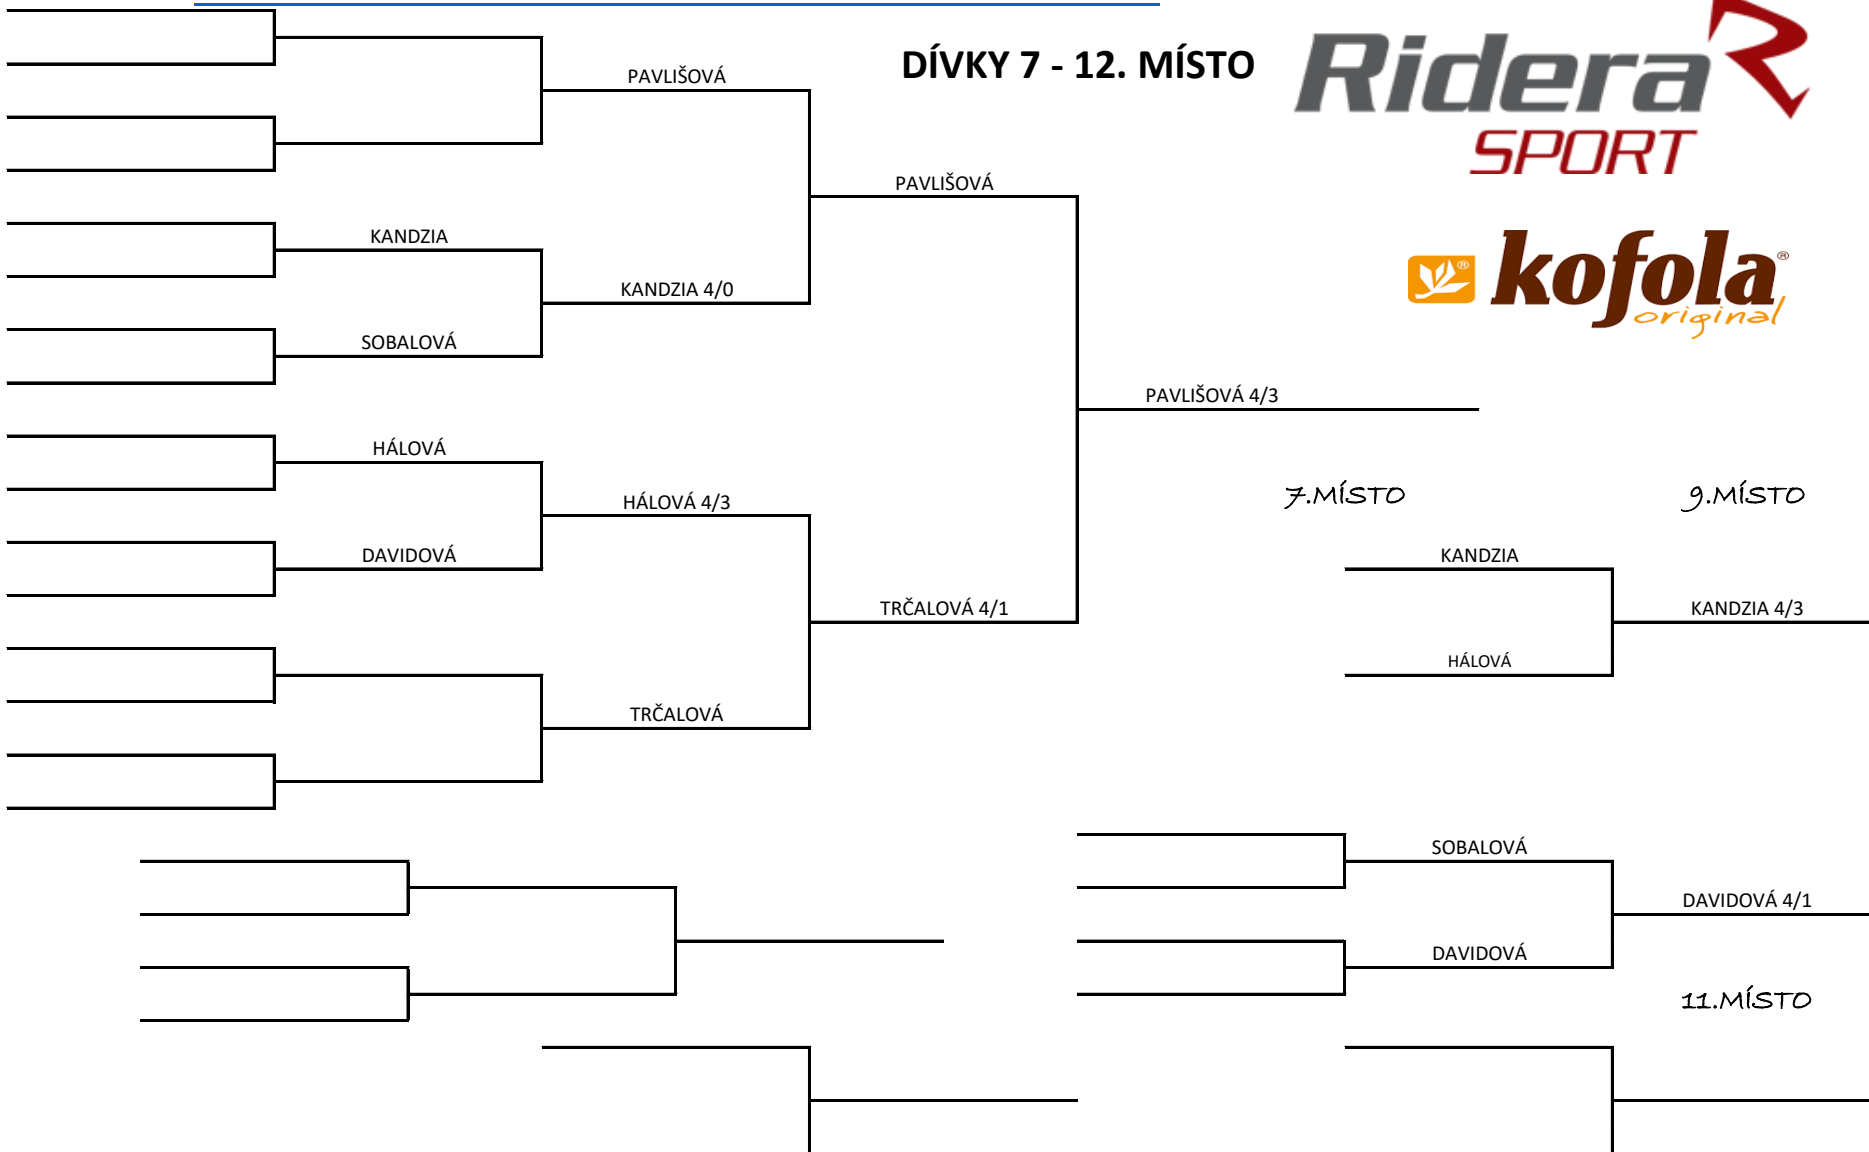 DÍVKY 7 - 12. MÍSTO
Ridera
SPORT
kofola
original
PAVLIŠOVÁ
PAVLIŠOVÁ
KANDZIA
KANDZIA 4/0
SOBALOVÁ
PAVLIŠOVÁ 4/3
HÁLOVÁ
HÁLOVÁ 4/3
DAVIDOVÁ
TRČALOVÁ 4/1
TRČALOVÁ
7.MÍSTO
9.MÍSTO
KANDZIA
KANDZIA 4/3
HÁLOVÁ
SOBALOVÁ
DAVIDOVÁ 4/1
DAVIDOVÁ
11.MÍSTO